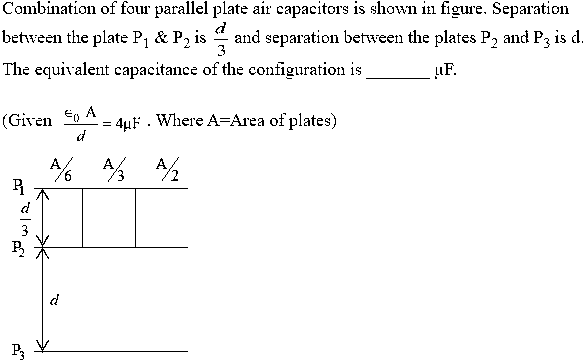 Combination of four parallel plate air capacitors is shown in figure. Separation
between the plate P₁ & P₂ is d/3 and separation between the plates P₂ and P₃ is d.
The equivalent capacitance of the configuration is ________ µF.
(Given ∈₀ A/d = 4µF . Where A=Area of plates)
A/6 A/3 A/2
P₁
d/3
P₂
d
P₃